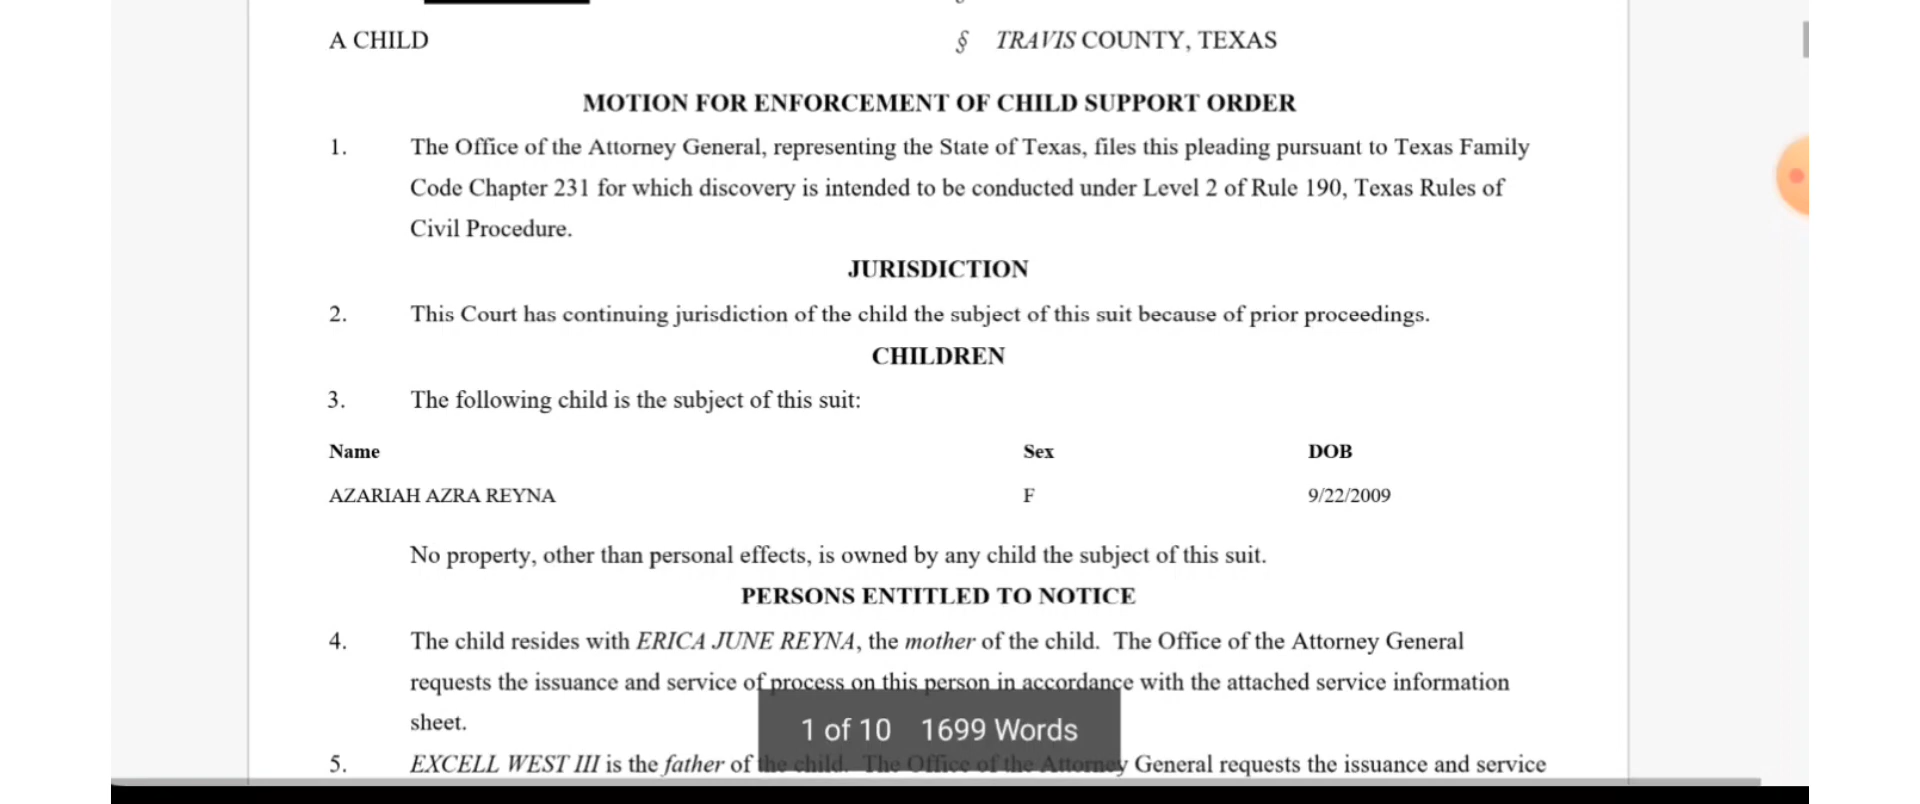 A CHILD § TRAVIS COUNTY, TEXAS
MOTION FOR ENFORCEMENT OF CHILD SUPPORT ORDER
1. The Office of the Attorney General, representing the State of Texas, files this pleading pursuant to Texas Family
Code Chapter 231 for which discovery is intended to be conducted under Level 2 of Rule 190, Texas Rules of
Civil Procedure.
JURISDICTION
2. This Court has continuing jurisdiction of the child the subject of this suit because of prior proceedings.
CHILDREN
3. The following child is the subject of this suit:
Name Sex DOB
AZARIAH AZRA REYNA F 9/22/2009
No property, other than personal effects, is owned by any child the subject of this suit.
PERSONS ENTITLED TO NOTICE
4. The child resides with ERICA JUNE REYNA, the mother of the child. The Office of the Attorney General
requests the issuance and service of process on this person in accordance with the attached service information
sheet.
1 of 10 1699 Words
5. EXCELL WEST III is the father of the child. The Office of the Attorney General requests the issuance and service